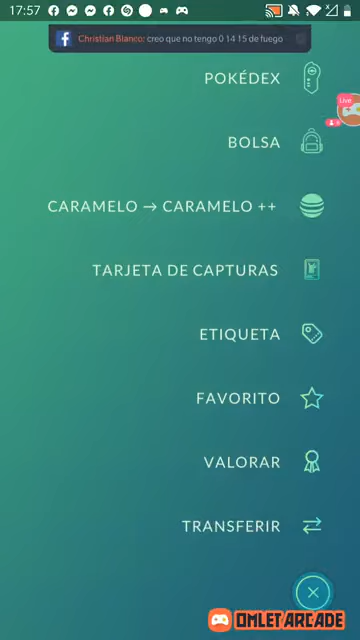 17:57
Christian Blanco: creo que no tengo 0 14 15 de fuego
POKÉDEX
Live
BOLSA
CARAMELO → CARAMELO ++
TARJETA DE CAPTURAS
ETIQUETA
FAVORITO
VALORAR
TRANSFERIR
OMLET ARCADE